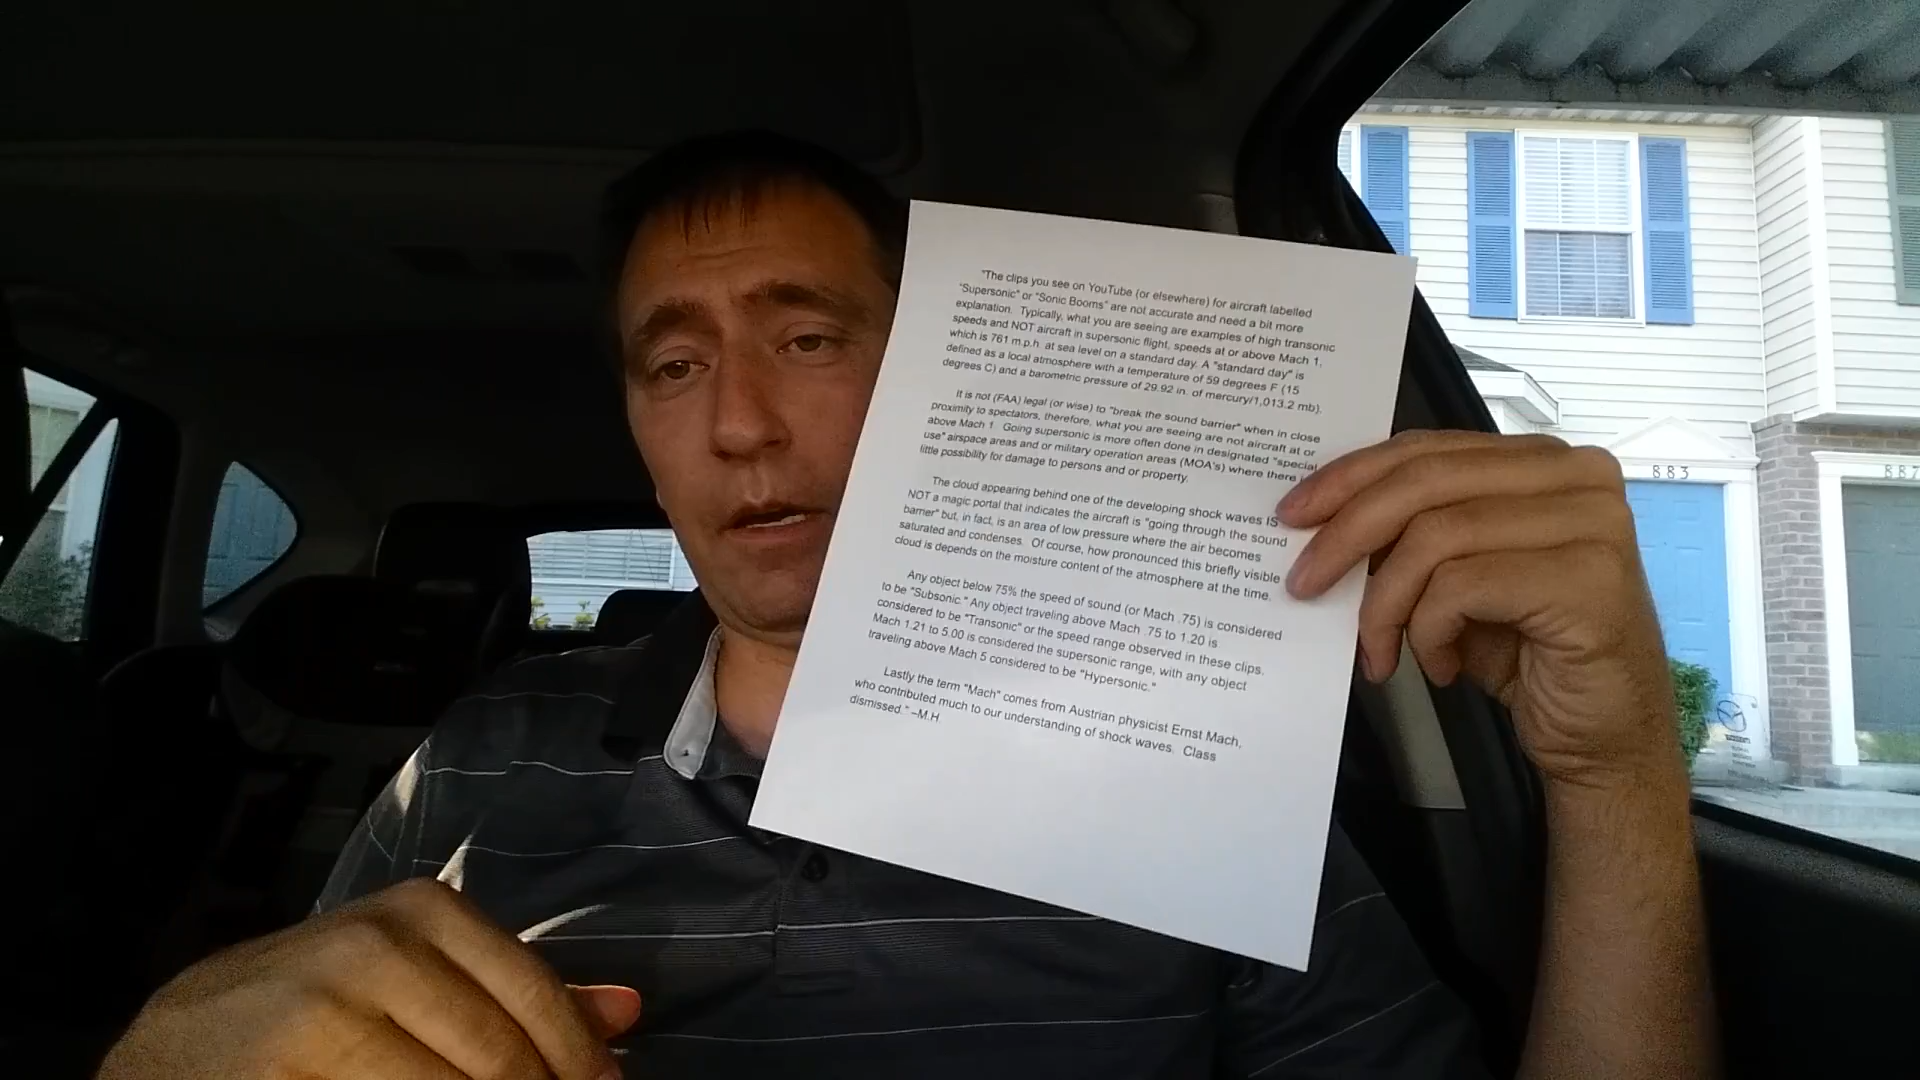 "The clips you see on YouTube (or elsewhere) for aircraft labelled
"Supersonic" or "Sonic Booms" are not accurate and need a bit more
explanation. Typically, what you are seeing are examples of high transonic
speeds and NOT aircraft in supersonic flight, speeds at or above Mach 1,
which is 761 m.p.h. at sea level on a standard day. A "standard day" is
defined as a local atmosphere with a temperature of 59 degrees F (15
degrees C) and a barometric pressure of 29.92 in. of mercury/1,013.2 mb).
It is not (FAA) legal (or wise) to "break the sound barrier" when in close
proximity to spectators, therefore, what you are seeing are not aircraft at or
above Mach 1. Going supersonic is more often done in designated "special
use" airspace areas and or military operation areas (MOA's) where there
little possibility for damage to persons and or property.
The cloud appearing behind one of the developing shock waves IS
NOT a magic portal that indicates the aircraft is "going through the sound
barrier" but, in fact, is an area of low pressure where the air becomes
saturated and condenses. Of course, how pronounced this briefly visible
cloud is depends on the moisture content of the atmosphere at the time.
Any object below 75% the speed of sound (or Mach .75) is considered
to be "Subsonic." Any object traveling above Mach .75 to 1.20 is
considered to be "Transonic" or the speed range observed in these clips.
Mach 1.21 to 5.00 is considered the supersonic range, with any object
traveling above Mach 5 considered to be "Hypersonic."
Lastly the term "Mach" comes from Austrian physicist Ernst Mach,
who contributed much to our understanding of shock waves. Class
dismissed." –M.H
883
887